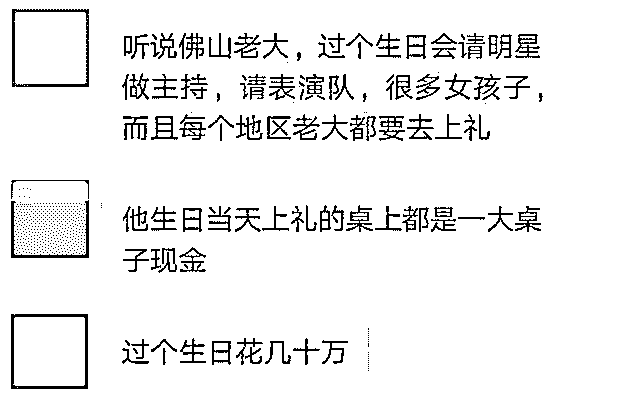 听说佛山老大，过个生日会请明星
做主持，请表演队，很多女孩子，
而且每个地区老大都要去上礼
他生日当天上礼的桌上都是一大桌
子现金
过个生日花几十万